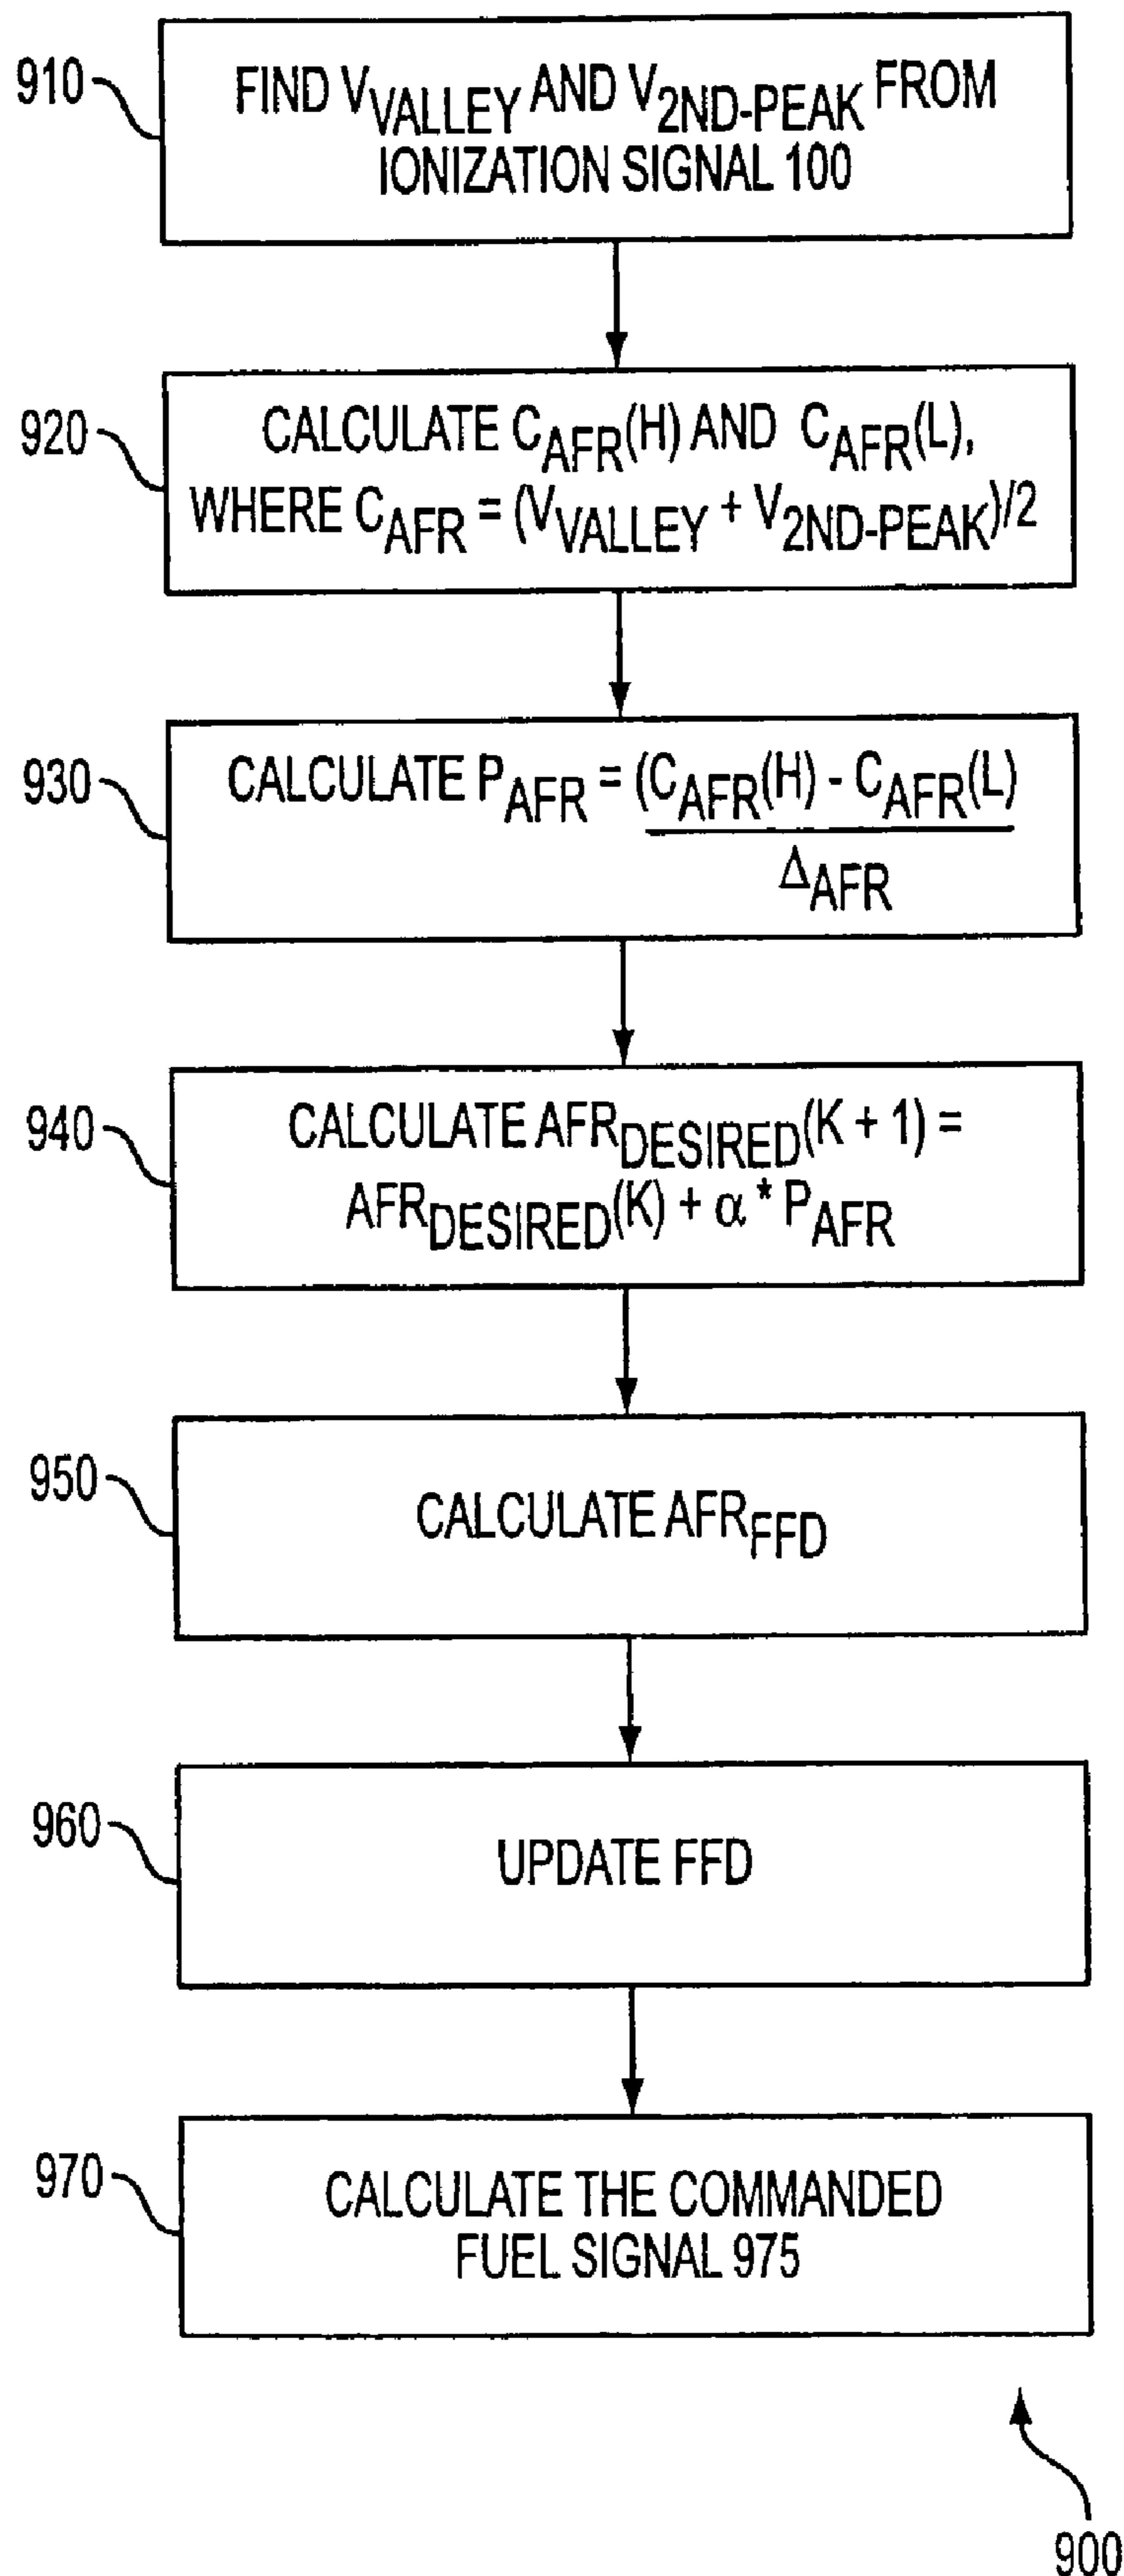 910
FIND VVALLEY AND V2ND-PEAK FROM
IONIZATION SIGNAL 100
920
CALCULATE CAFR(H) AND CAFR(L),
WHERE CAFR = (VVALLEY + V2ND-PEAK)/2
930
CALCULATE PAFR = (CAFR(H) - CAFR(L)
ΔAFR
940
CALCULATE AFRDESIRED(K + 1) =
AFRDESIRED(K) + α * PAFR
950
CALCULATE AFRFFD
960
UPDATE FFD
970
CALCULATE THE COMMANDED
FUEL SIGNAL 975
900